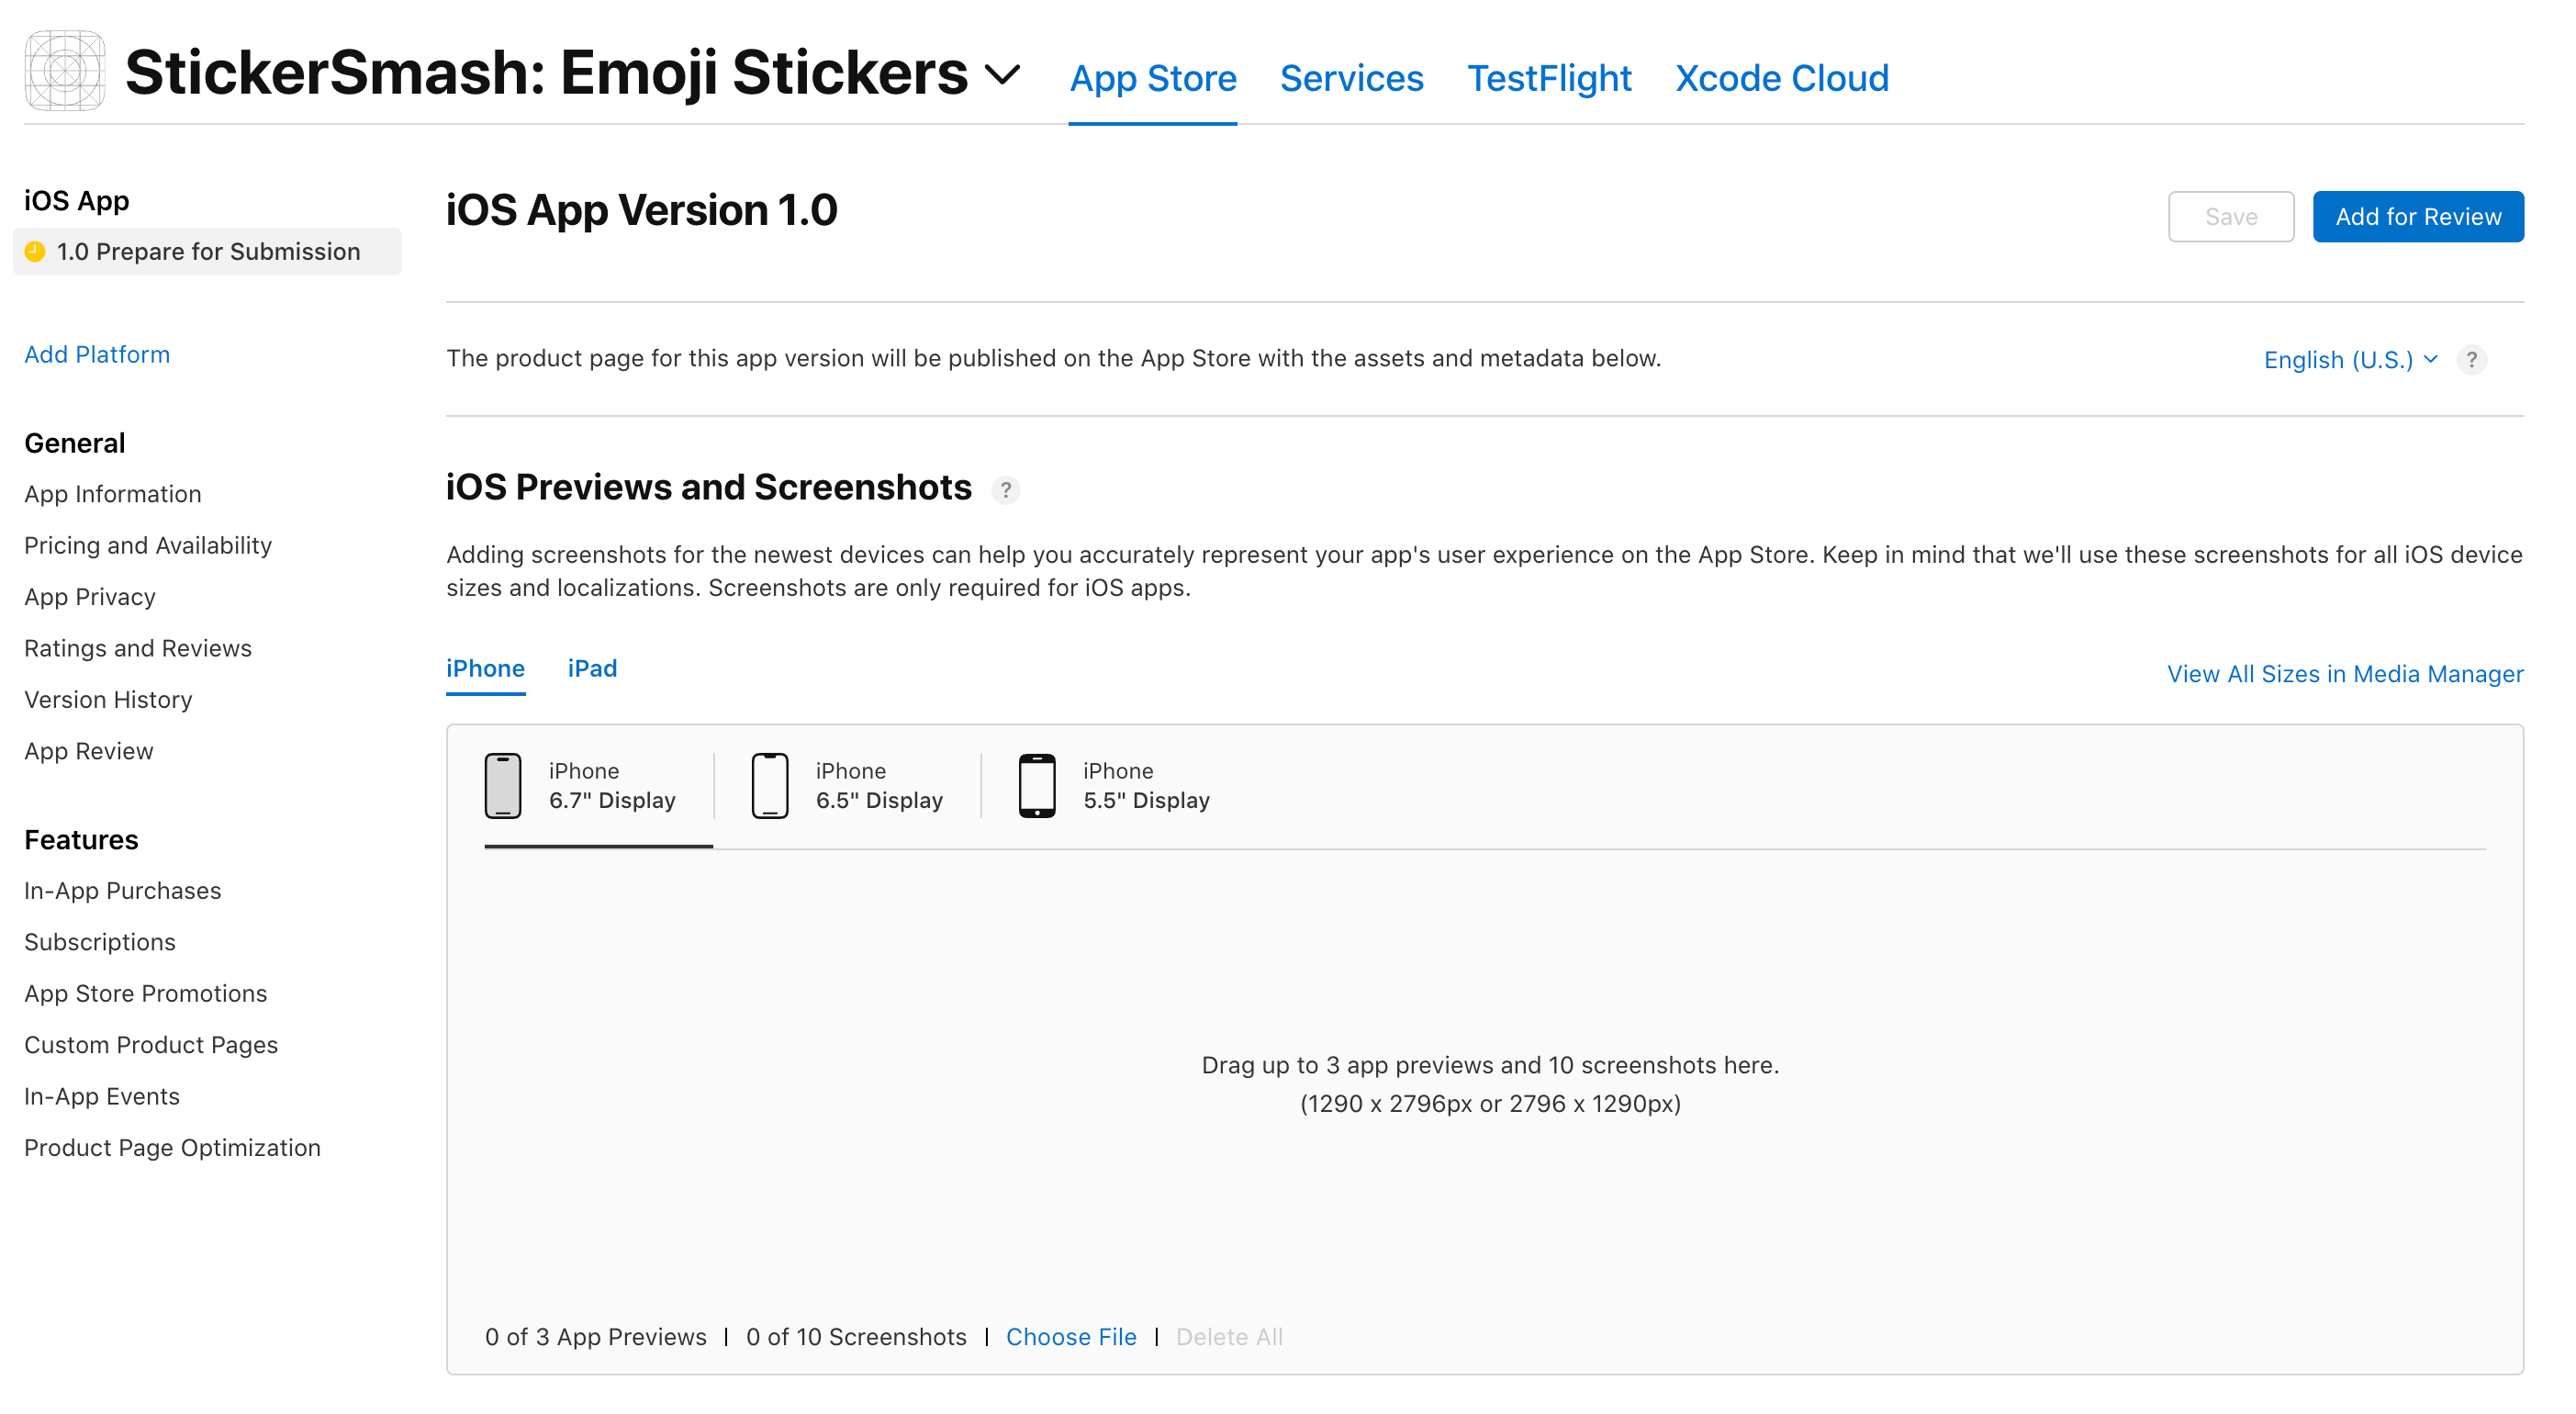 StickerSmash: Emoji Stickers
App Store
Services
TestFlight
Xcode Cloud
iOS App
1.0 Prepare for Submission
Add Platform
General
App Information
Pricing and Availability
App Privacy
Ratings and Reviews
Version History
App Review
Features
In-App Purchases
Subscriptions
App Store Promotions
Custom Product Pages
In-App Events
Product Page Optimization
iOS App Version 1.0
Save
Add for Review
The product page for this app version will be published on the App Store with the assets and metadata below.
English (U.S.)
?
iOS Previews and Screenshots
?
Adding screenshots for the newest devices can help you accurately represent your app's user experience on the App Store. Keep in mind that we'll use these screenshots for all iOS device
sizes and localizations. Screenshots are only required for iOS apps.
iPhone
iPad
View All Sizes in Media Manager
iPhone
6.7" Display
iPhone
6.5" Display
iPhone
5.5" Display
Drag up to 3 app previews and 10 screenshots here.
(1290 x 2796px or 2796 x 1290px)
0 of 3 App Previews | 0 of 10 Screenshots | Choose File | Delete All